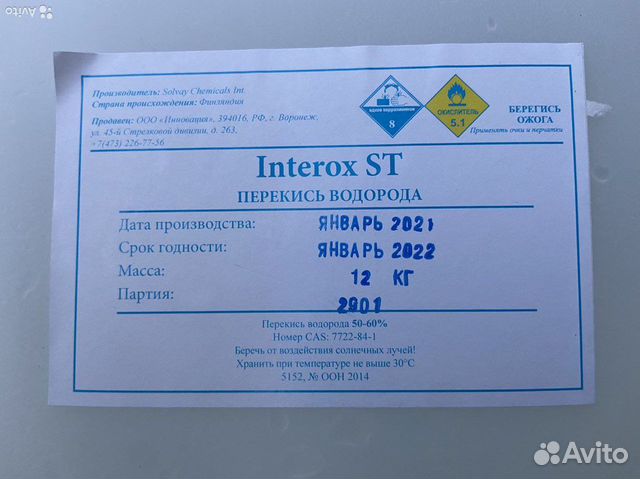 Avito
Производитель: Solvay Chemicals Int.
Страна происхождения: Финляндия
Продавец: ООО «Инновация», 394016, РФ, г. Воронеж,
ул. 45-й Стрелковой дивизии, д. 263,
+7(473) 226-77-56
едкое коррозионное
8
ОКИСЛИТЕЛЬ
5.1
БЕРЕГИСЬ
ОЖОГА
Применять очки и перчатки
Interox ST
ПЕРЕКИСЬ ВОДОРОДА
Дата производства: ЯНВАРЬ 2021
Срок годности: ЯНВАРЬ 2022
Масса: 12 КГ
Партия: 2901
Перекись водорода 50-60%
Номер CAS: 7722-84-1
Беречь от воздействия солнечных лучей!
Хранить при температуре не выше 30°С
5152, № ООН 2014
Avito